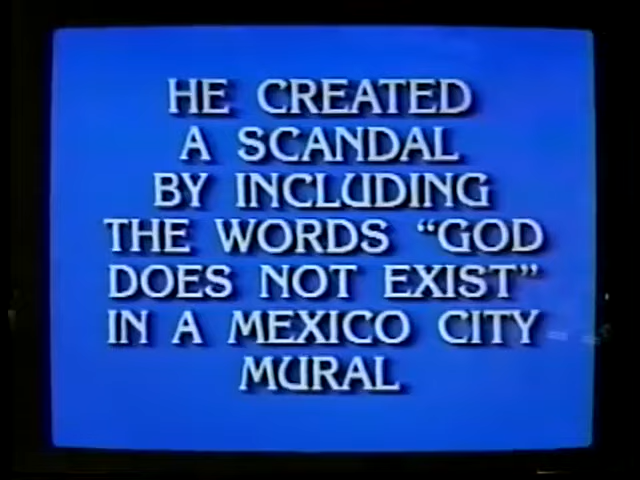 HE CREATED
A SCANDAL
BY INCLUDING
THE WORDS “GOD
DOES NOT EXIST”
IN A MEXICO CITY
MURAL